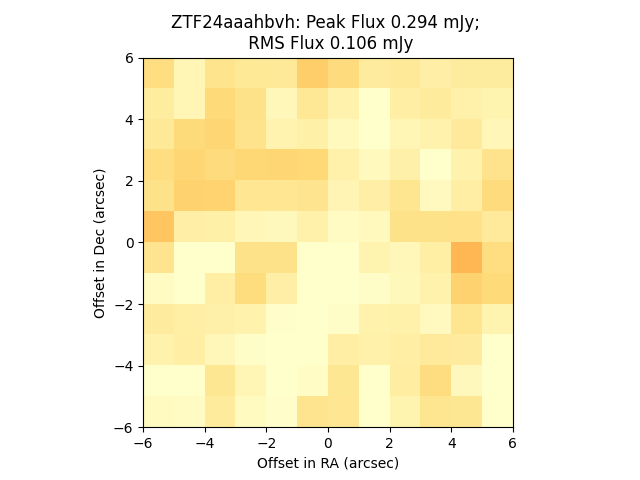 ZTF24aaahbvh: Peak Flux 0.294 mJy;
RMS Flux 0.106 mJy
6
4
2
0
−2
−4
−6
Offset in Dec (arcsec)
−6 −4 −2 0 2 4 6
Offset in RA (arcsec)